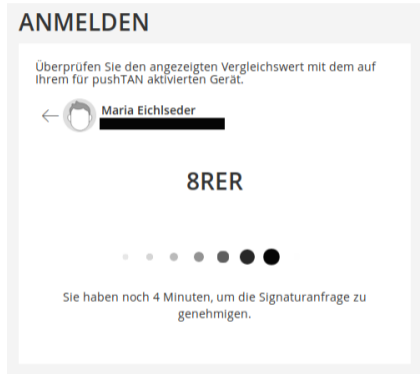 ANMELDEN
Überprüfen Sie den angezeigten Vergleichswert mit dem auf
Ihrem für pushTAN aktivierten Gerät.
Maria Eichlseder
8RER
Sie haben noch 4 Minuten, um die Signaturanfrage zu
genehmigen.